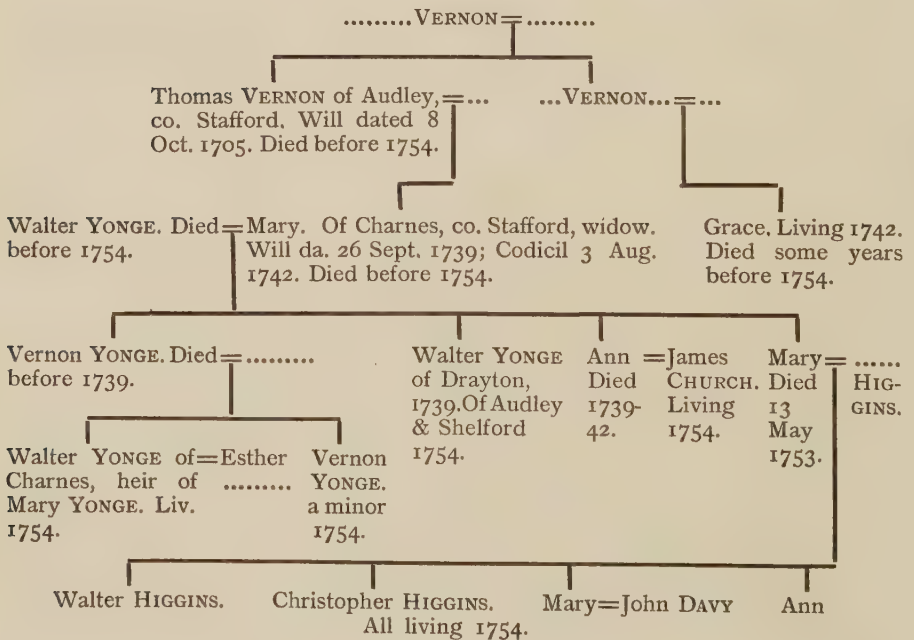 ......... VERNON = .........
Thomas VERNON of Audley, = ...
co. Stafford. Will dated 8
Oct. 1705. Died before 1754.
...VERNON... = ...
Walter YONGE. Died =
before 1754.
Mary. Of Charnes, co. Stafford, widow.
Will da. 26 Sept. 1739; Codicil 3 Aug.
1742. Died before 1754.
Grace. Living 1742.
Died some years
before 1754.
Vernon YONGE. Died = .........
before 1739.
Walter YONGE
of Drayton,
1739. Of Audley
& Shelford
1754.
Ann =
Died
1739-
42.
James
CHURCH.
Living
1754.
Mary = ......
Died
13
May
1753.
HIG-
GINS.
Walter YONGE of =
Charnes, heir of
Mary YONGE. Liv.
1754.
Esther
.........
Vernon
YONGE.
a minor
1754.
Walter HIGGINS.
Christopher HIGGINS.
Mary = John DAVY
Ann
All living 1754.